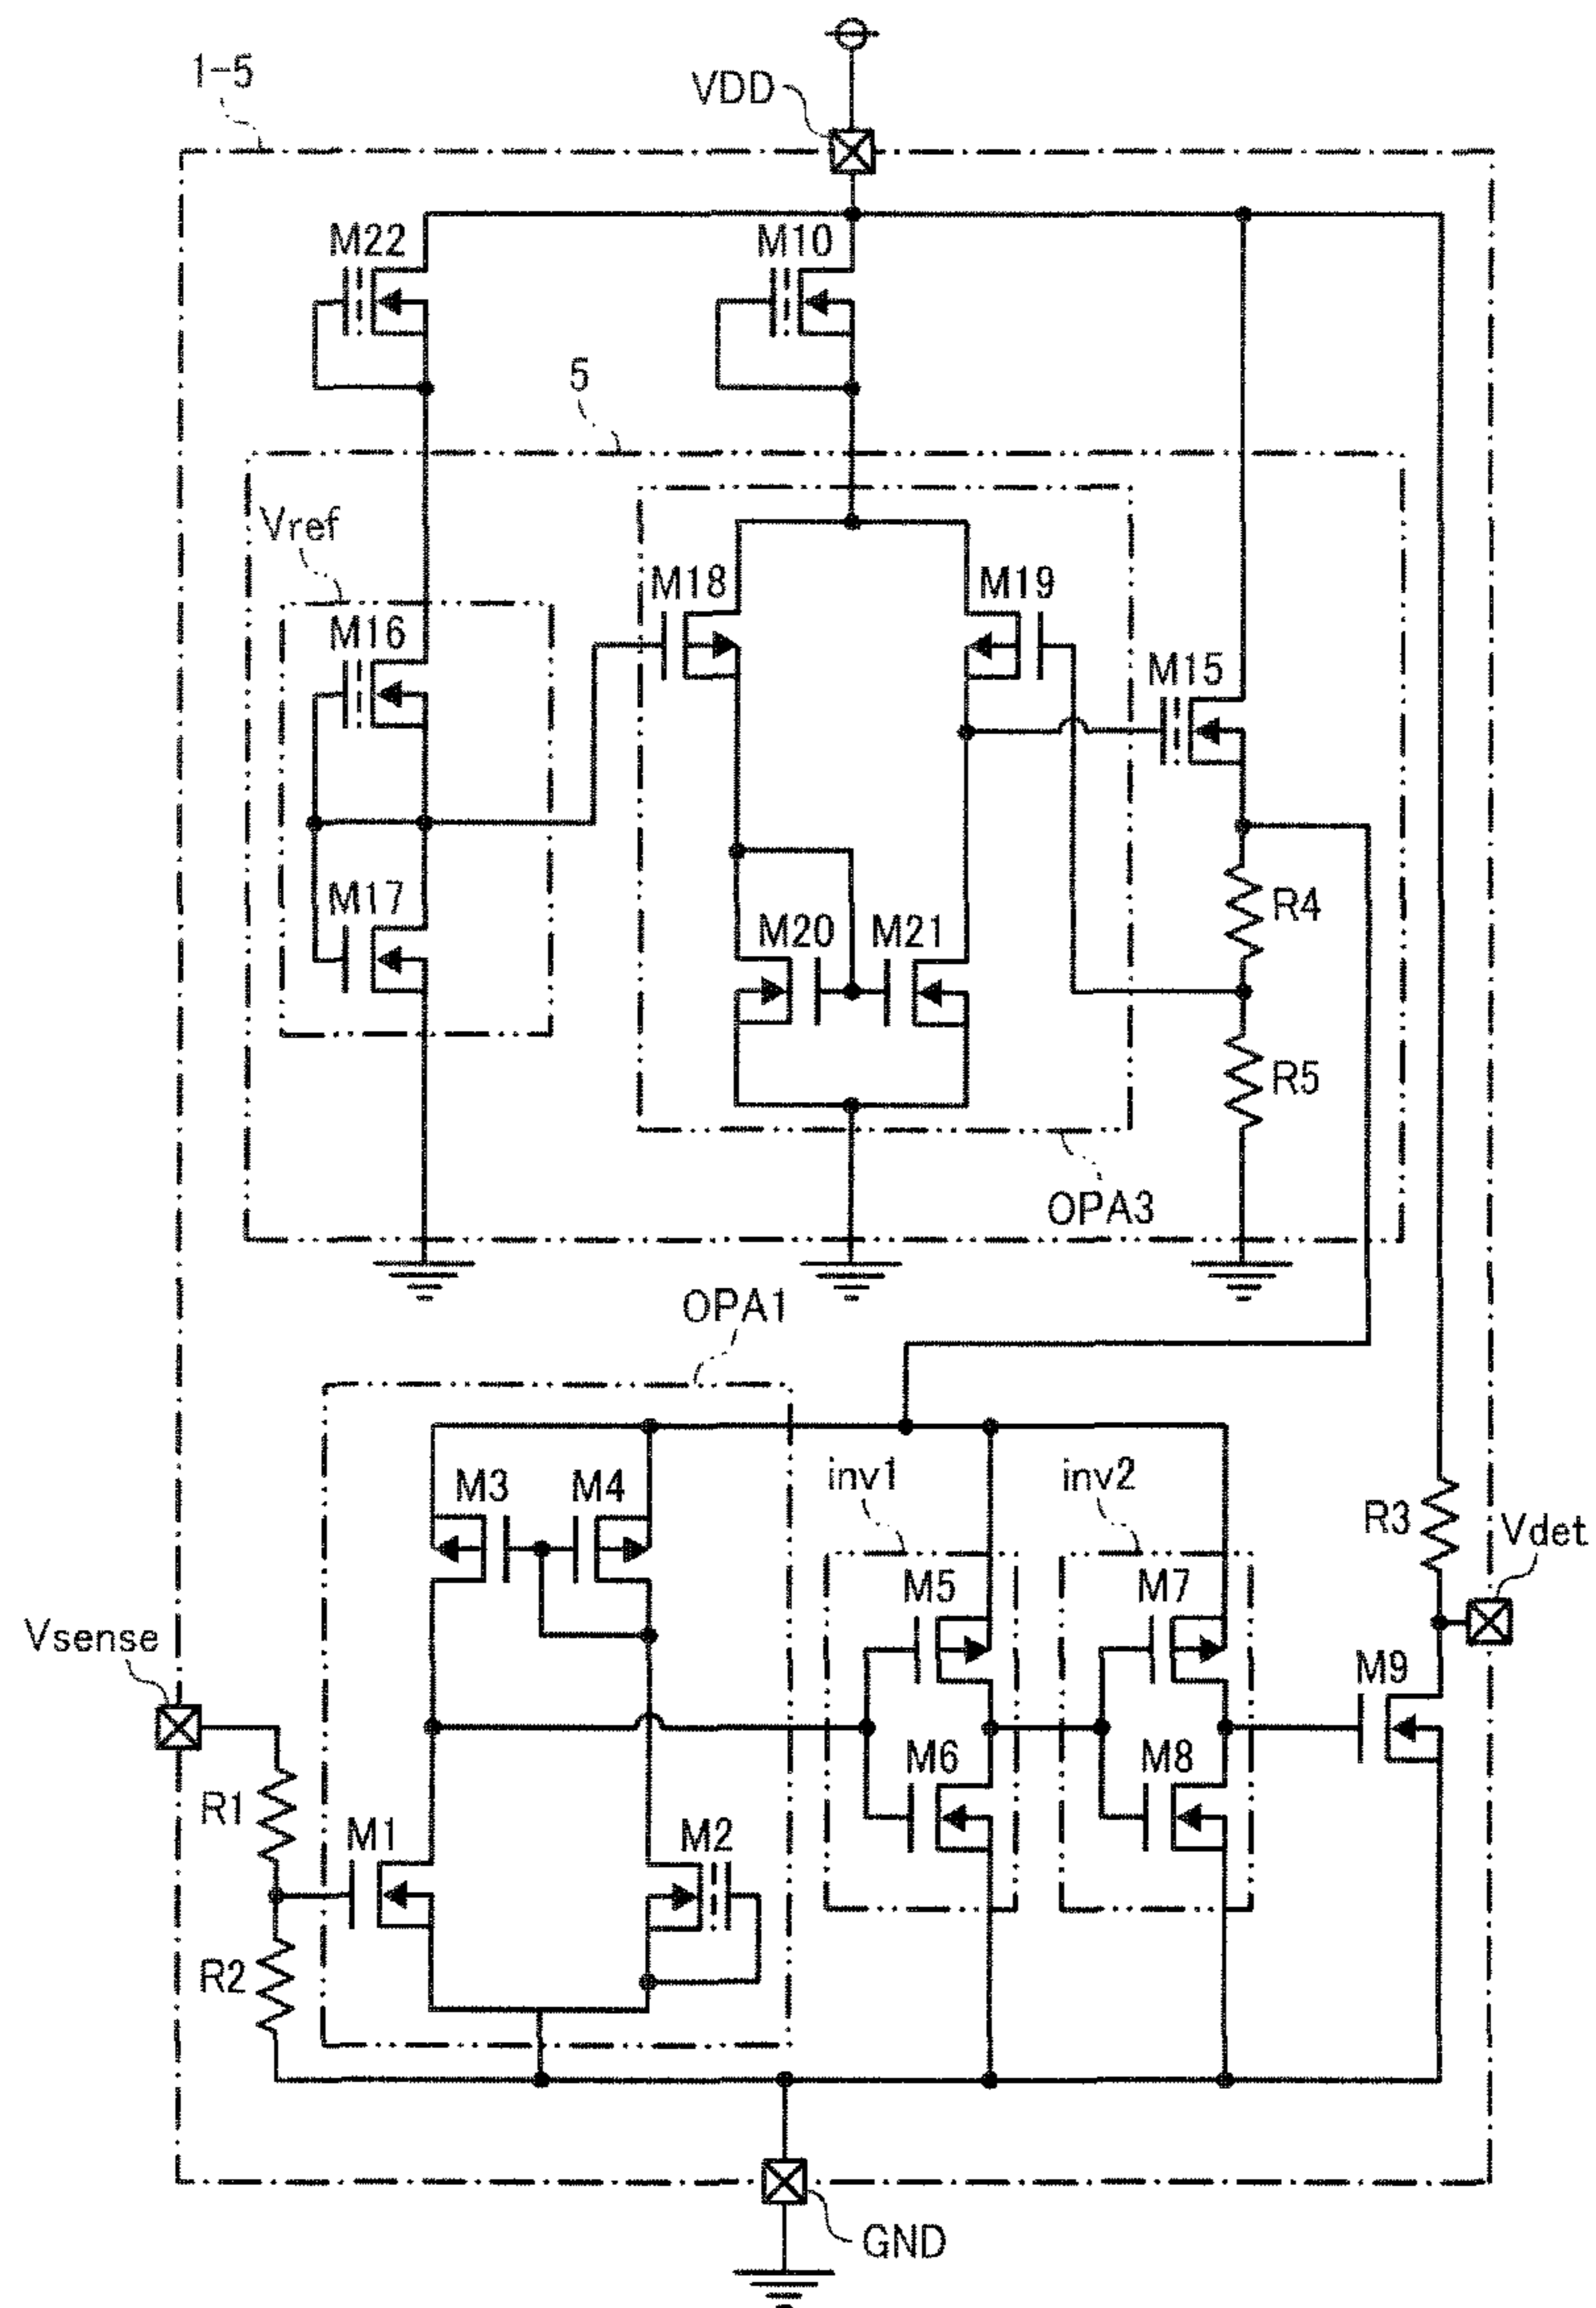 1-5
VDD
M22
M10
5
Vref
M16
M18
M19
M15
M17
M20
M21
R4
R5
OPA3
OPA1
M3
M4
inv1
inv2
R3
Vdet
M5
M7
Vsense
M9
M6
M8
R1
M1
M2
R2
GND